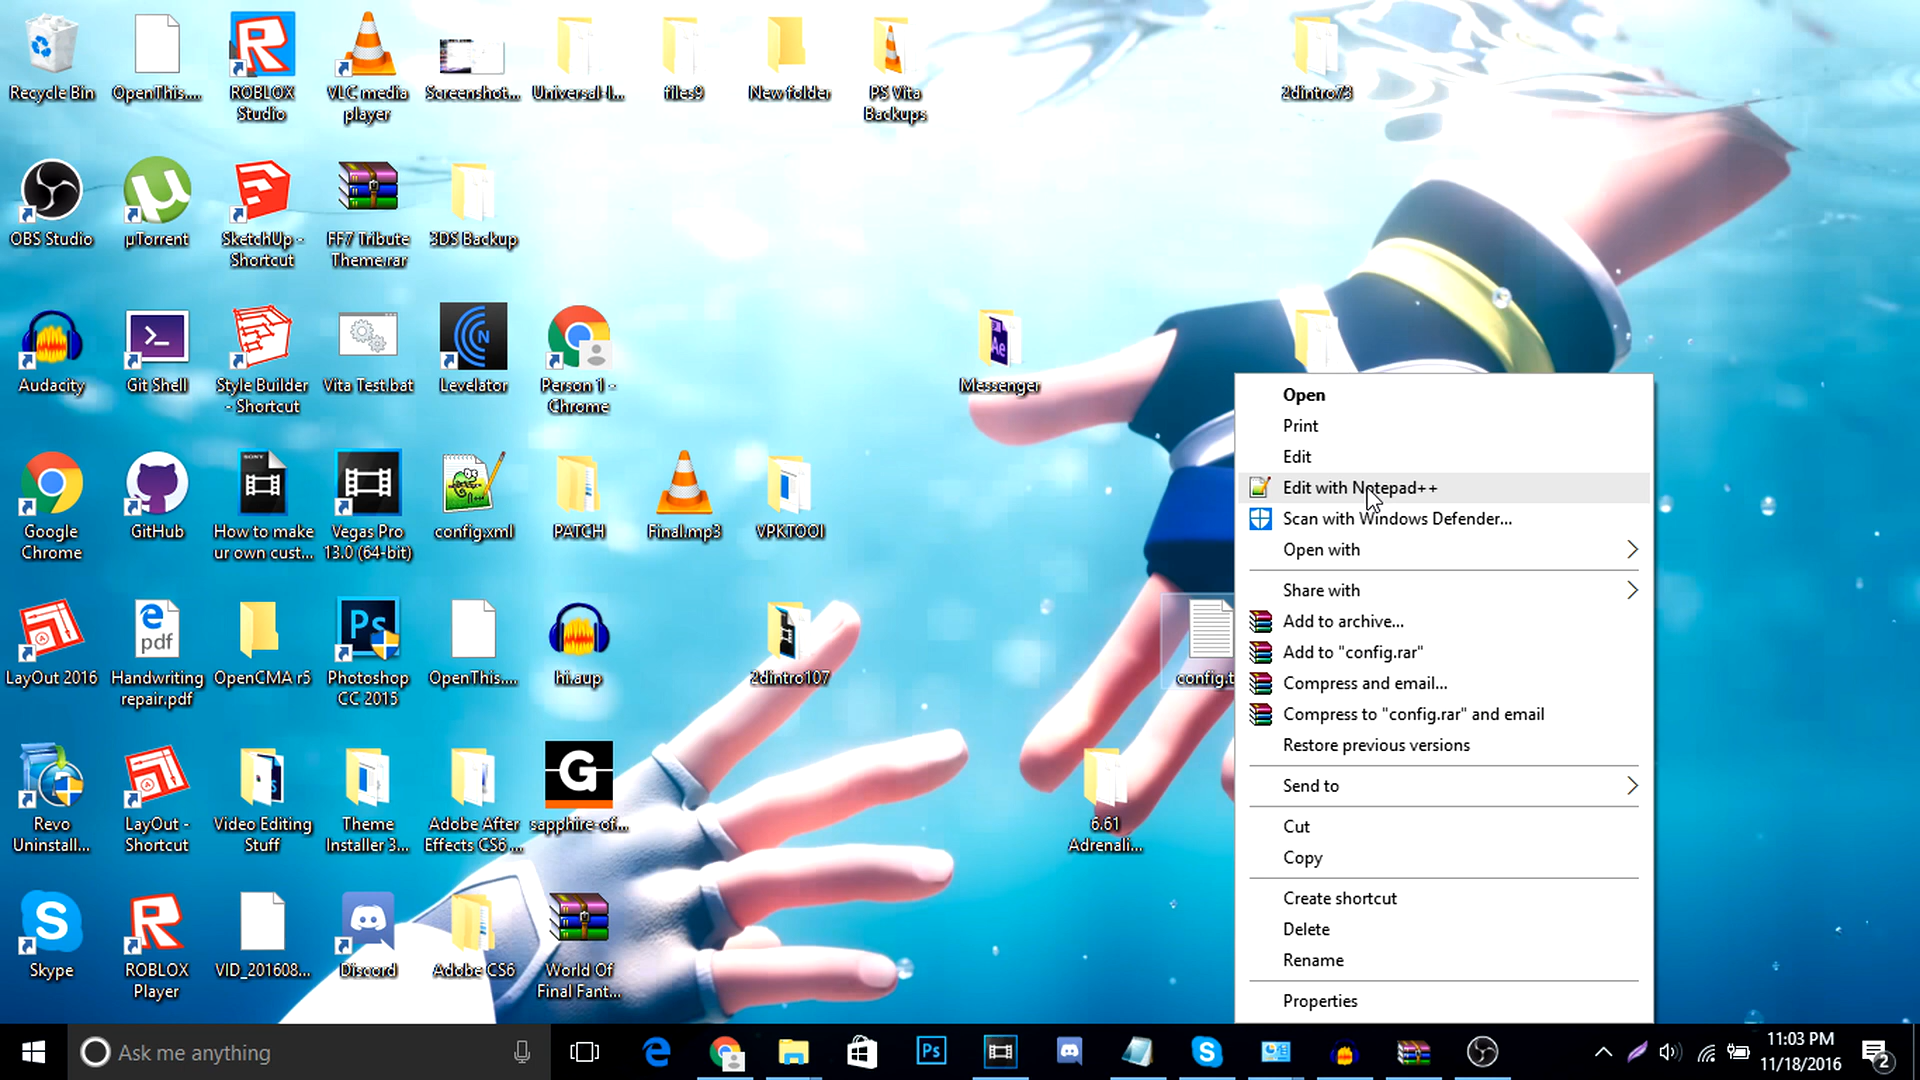 Recycle Bin
OpenThis....
ROBLOX
Studio
VLC media
player
Screenshot...
Universal-I...
files9
New folder
PS Vita
Backups
2dintro73
OBS Studio
µTorrent
SketchUp -
Shortcut
FF7 Tribute
Theme.rar
3DS Backup
Audacity
Git Shell
Style Builder
- Shortcut
Vita Test.bat
Levelator
Person 1 -
Chrome
Messenger
Google
Chrome
GitHub
How to make
ur own cust...
Vegas Pro
13.0 (64-bit)
config.xml
PATCH
Final.mp3
VPKTOOl
LayOut 2016
Handwriting
repair.pdf
OpenCMA r5
Photoshop
CC 2015
OpenThis....
hi.aup
2dintro107
config.t
Revo
Uninstall...
LayOut -
Shortcut
Video Editing
Stuff
Theme
Installer 3...
Adobe After
Effects CS6 ...
sapphire-of...
6.61
Adrenali...
Skype
ROBLOX
Player
VID_201608...
Discord
Adobe CS6
World Of
Final Fant...
Open
Print
Edit
Edit with Notepad++
Scan with Windows Defender...
Open with
Share with
Add to archive...
Add to "config.rar"
Compress and email...
Compress to "config.rar" and email
Restore previous versions
Send to
Cut
Copy
Create shortcut
Delete
Rename
Properties
Ask me anything
11:03 PM
11/18/2016
2